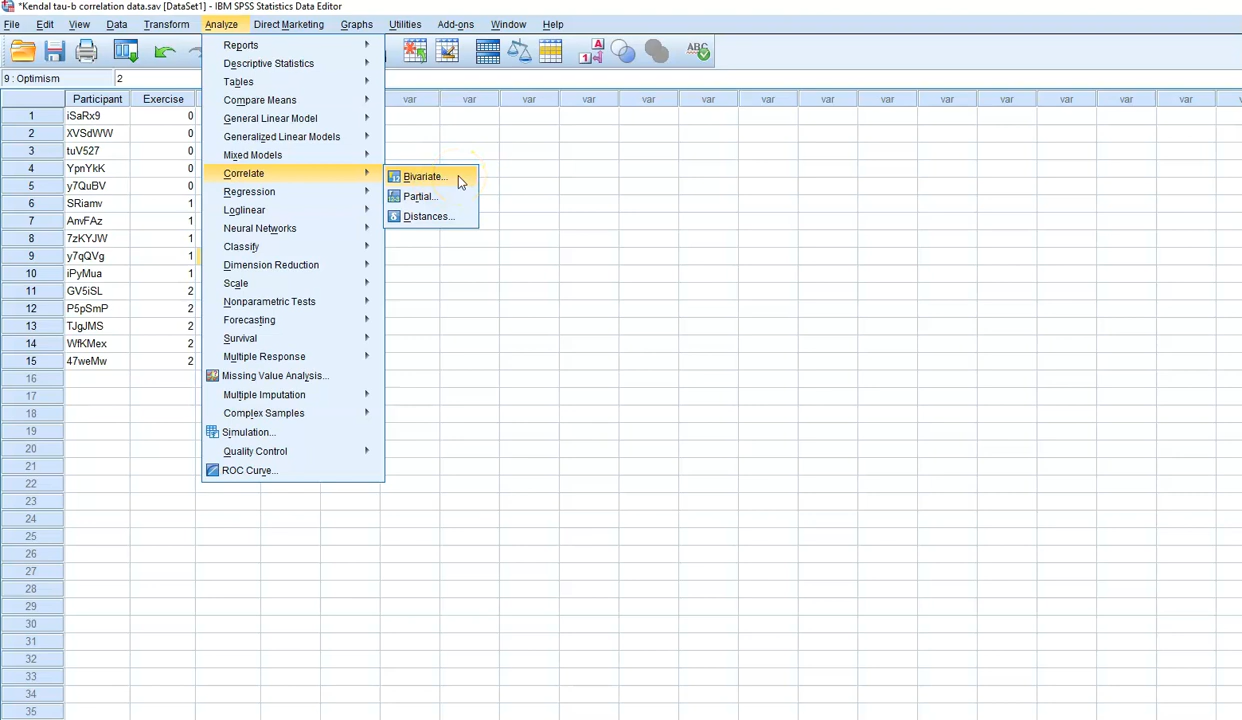 *Kendal tau-b correlation data.sav [DataSet1] - IBM SPSS Statistics Data Editor
File Edit View Data Transform Analyze Direct Marketing Graphs Utilities Add-ons Window Help
9 : Optimism 2
Participant Exercise var var var var var var var var var var var var var var
1 iSaRx9 0
2 XVSdWW 0
3 tuV527 0
4 YpnYkK 0
5 y7QuBV 0
6 SRiamv 1
7 AnvFAz 1
8 7zKYJW 1
9 y7qQVg 1
10 iPyMua 1
11 GV5iSL 2
12 P5pSmP 2
13 TJgJMS 2
14 WfKMex 2
15 47weMw 2
16
17
18
19
20
21
22
23
24
25
26
27
28
29
30
31
32
33
34
35
Reports
Descriptive Statistics
Tables
Compare Means
General Linear Model
Generalized Linear Models
Mixed Models
Correlate
Regression
Loglinear
Neural Networks
Classify
Dimension Reduction
Scale
Nonparametric Tests
Forecasting
Survival
Multiple Response
Missing Value Analysis...
Multiple Imputation
Complex Samples
Simulation...
Quality Control
ROC Curve...
Bivariate...
Partial...
Distances...